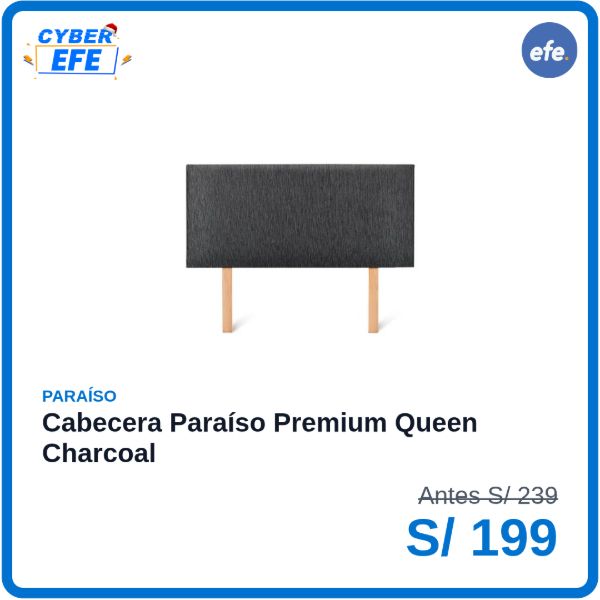 CYBER
EFE
efe.
PARAÍSO
Cabecera Paraíso Premium Queen
Charcoal
Antes S/ 239
S/ 199